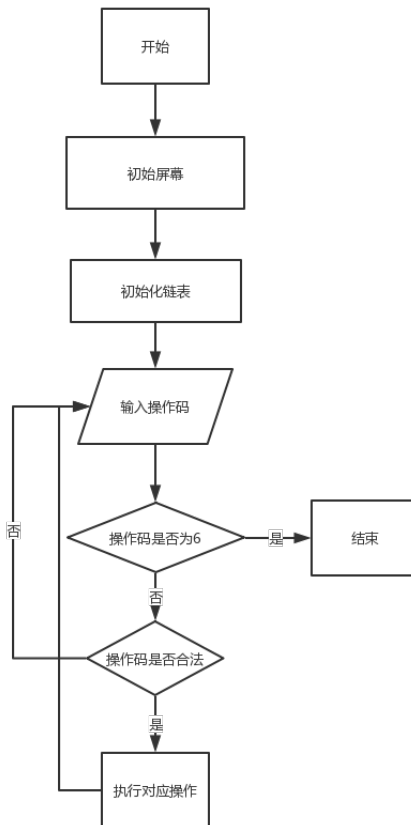 开始
初始屏幕
初始化链表
输入操作码
否
操作码是否为6
是
结束
否
操作码是否合法
是
执行对应操作